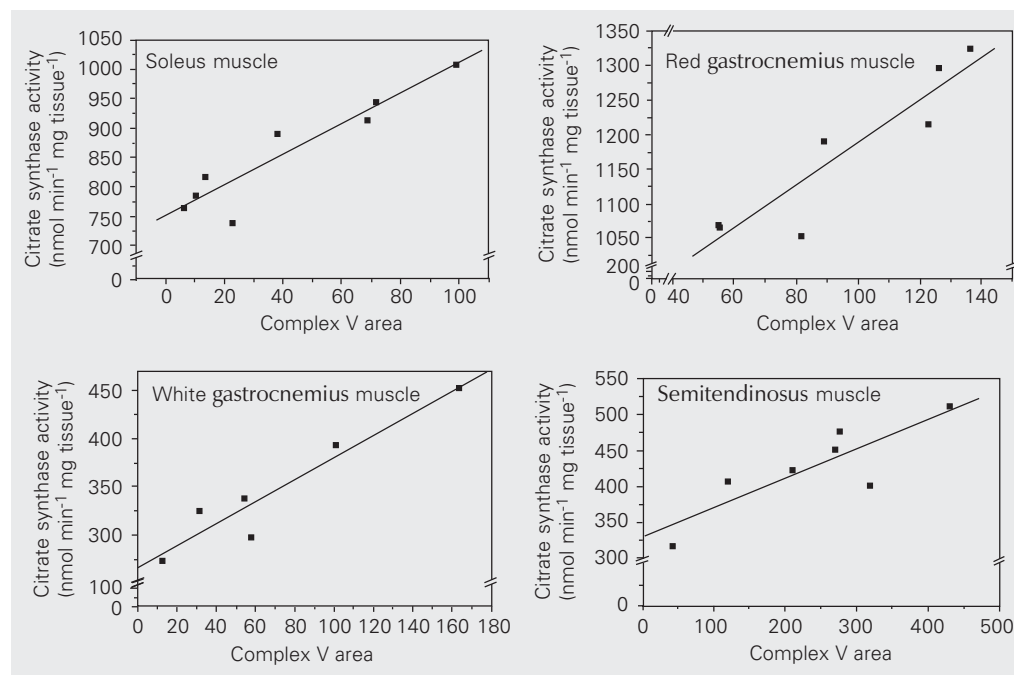 Soleus muscle
Citrate synthase activity
(nmol min⁻¹ mg tissue⁻¹)
1050
1000
950
900
850
800
750
700
0
0 20 40 60 80 100
Complex V area
Red gastrocnemius muscle
Citrate synthase activity
(nmol min⁻¹ mg tissue⁻¹)
1350
1300
1250
1200
1150
1100
1050
200
0
0 40 60 80 100 120 140
Complex V area
White gastrocnemius muscle
Citrate synthase activity
(nmol min⁻¹ mg tissue⁻¹)
450
400
350
300
100
0
0 20 40 60 80 100 120 140 160 180
Complex V area
Semitendinosus muscle
Citrate synthase activity
(nmol min⁻¹ mg tissue⁻¹)
550
500
450
400
350
300
0
0 100 200 300 400 500
Complex V area